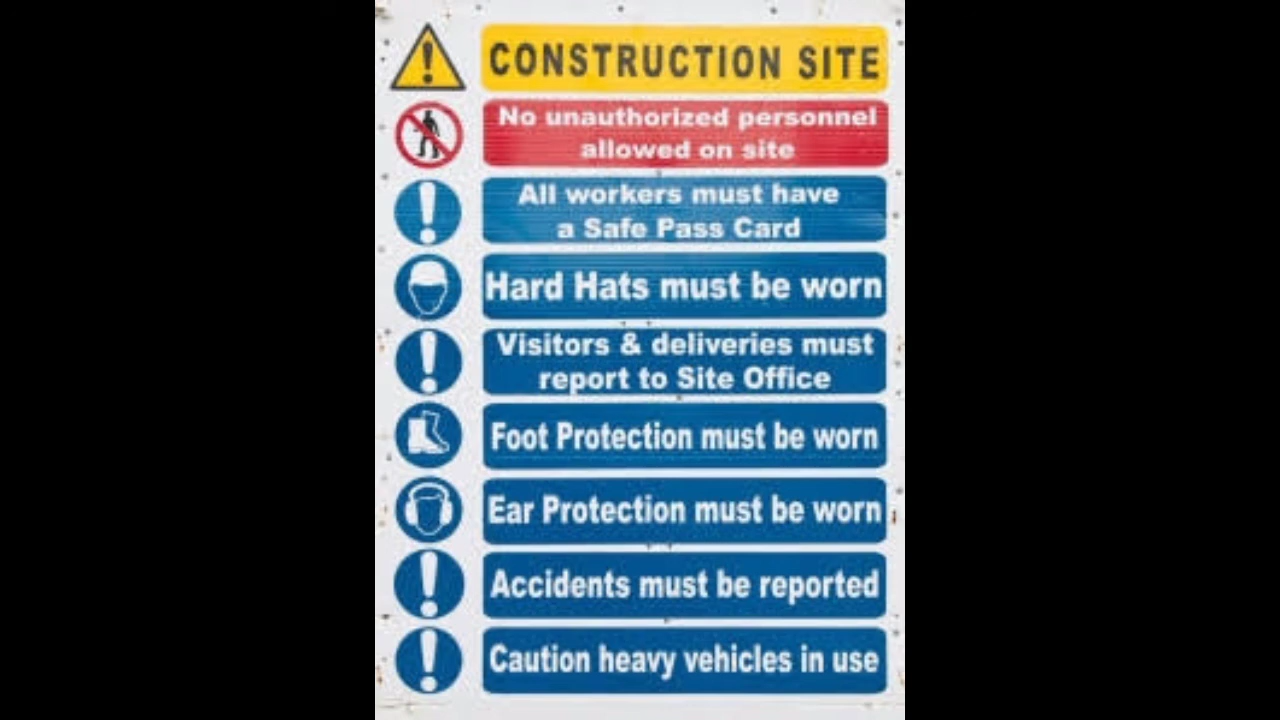 CONSTRUCTION SITE
No unauthorized personnel
allowed on site
All workers must have
a Safe Pass Card
Hard Hats must be worn
Visitors & deliveries must
report to Site Office
Foot Protection must be worn
Ear Protection must be worn
Accidents must be reported
Caution heavy vehicles in use